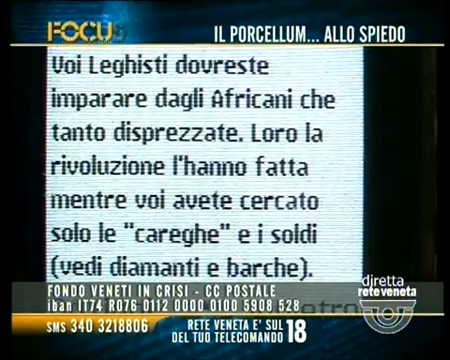 FOCUS
IL PORCELLUM... ALLO SPIEDO
Voi Leghisti dovreste
imparare dagli Africani che
tanto disprezzate. Loro la
rivoluzione l'hanno fatta
mentre voi avete cercato
solo le "careghe" e i soldi
(vedi diamanti e barche).
FONDO VENETI IN CRISI - CC POSTALE
iban IT74 R076 0112 0000 0100 5908 528
diretta
reteveneta
SMS 340 3218806
RETE VENETA E' SUL
DEL TUO TELECOMANDO 18